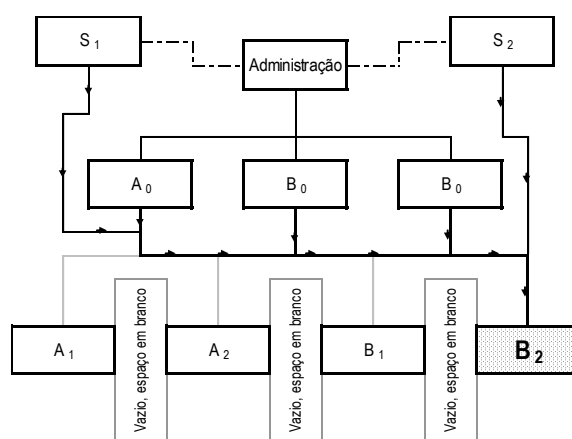 S 1
S 2
Administração
A 0
B 0
B 0
A 1
Vazio, espaço em branco
A 2
Vazio, espaço em branco
B 1
Vazio, espaço em branco
B 2